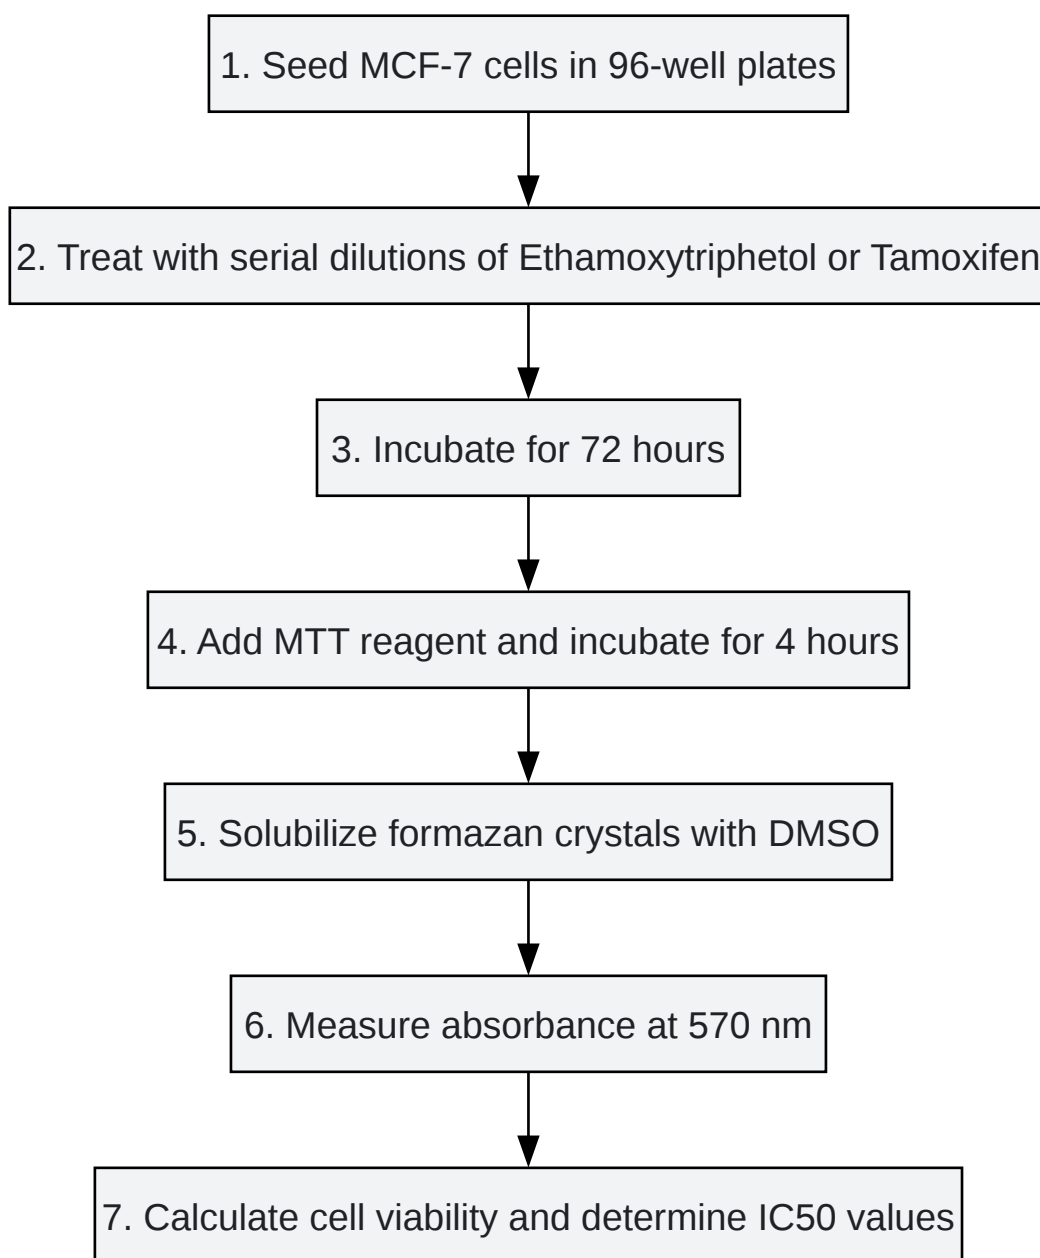 1. Seed MCF-7 cells in 96-well plates
2. Treat with serial dilutions of Ethamoxytriphetol or Tamoxifen
3. Incubate for 72 hours
4. Add MTT reagent and incubate for 4 hours
5. Solubilize formazan crystals with DMSO
6. Measure absorbance at 570 nm
7. Calculate cell viability and determine IC50 values